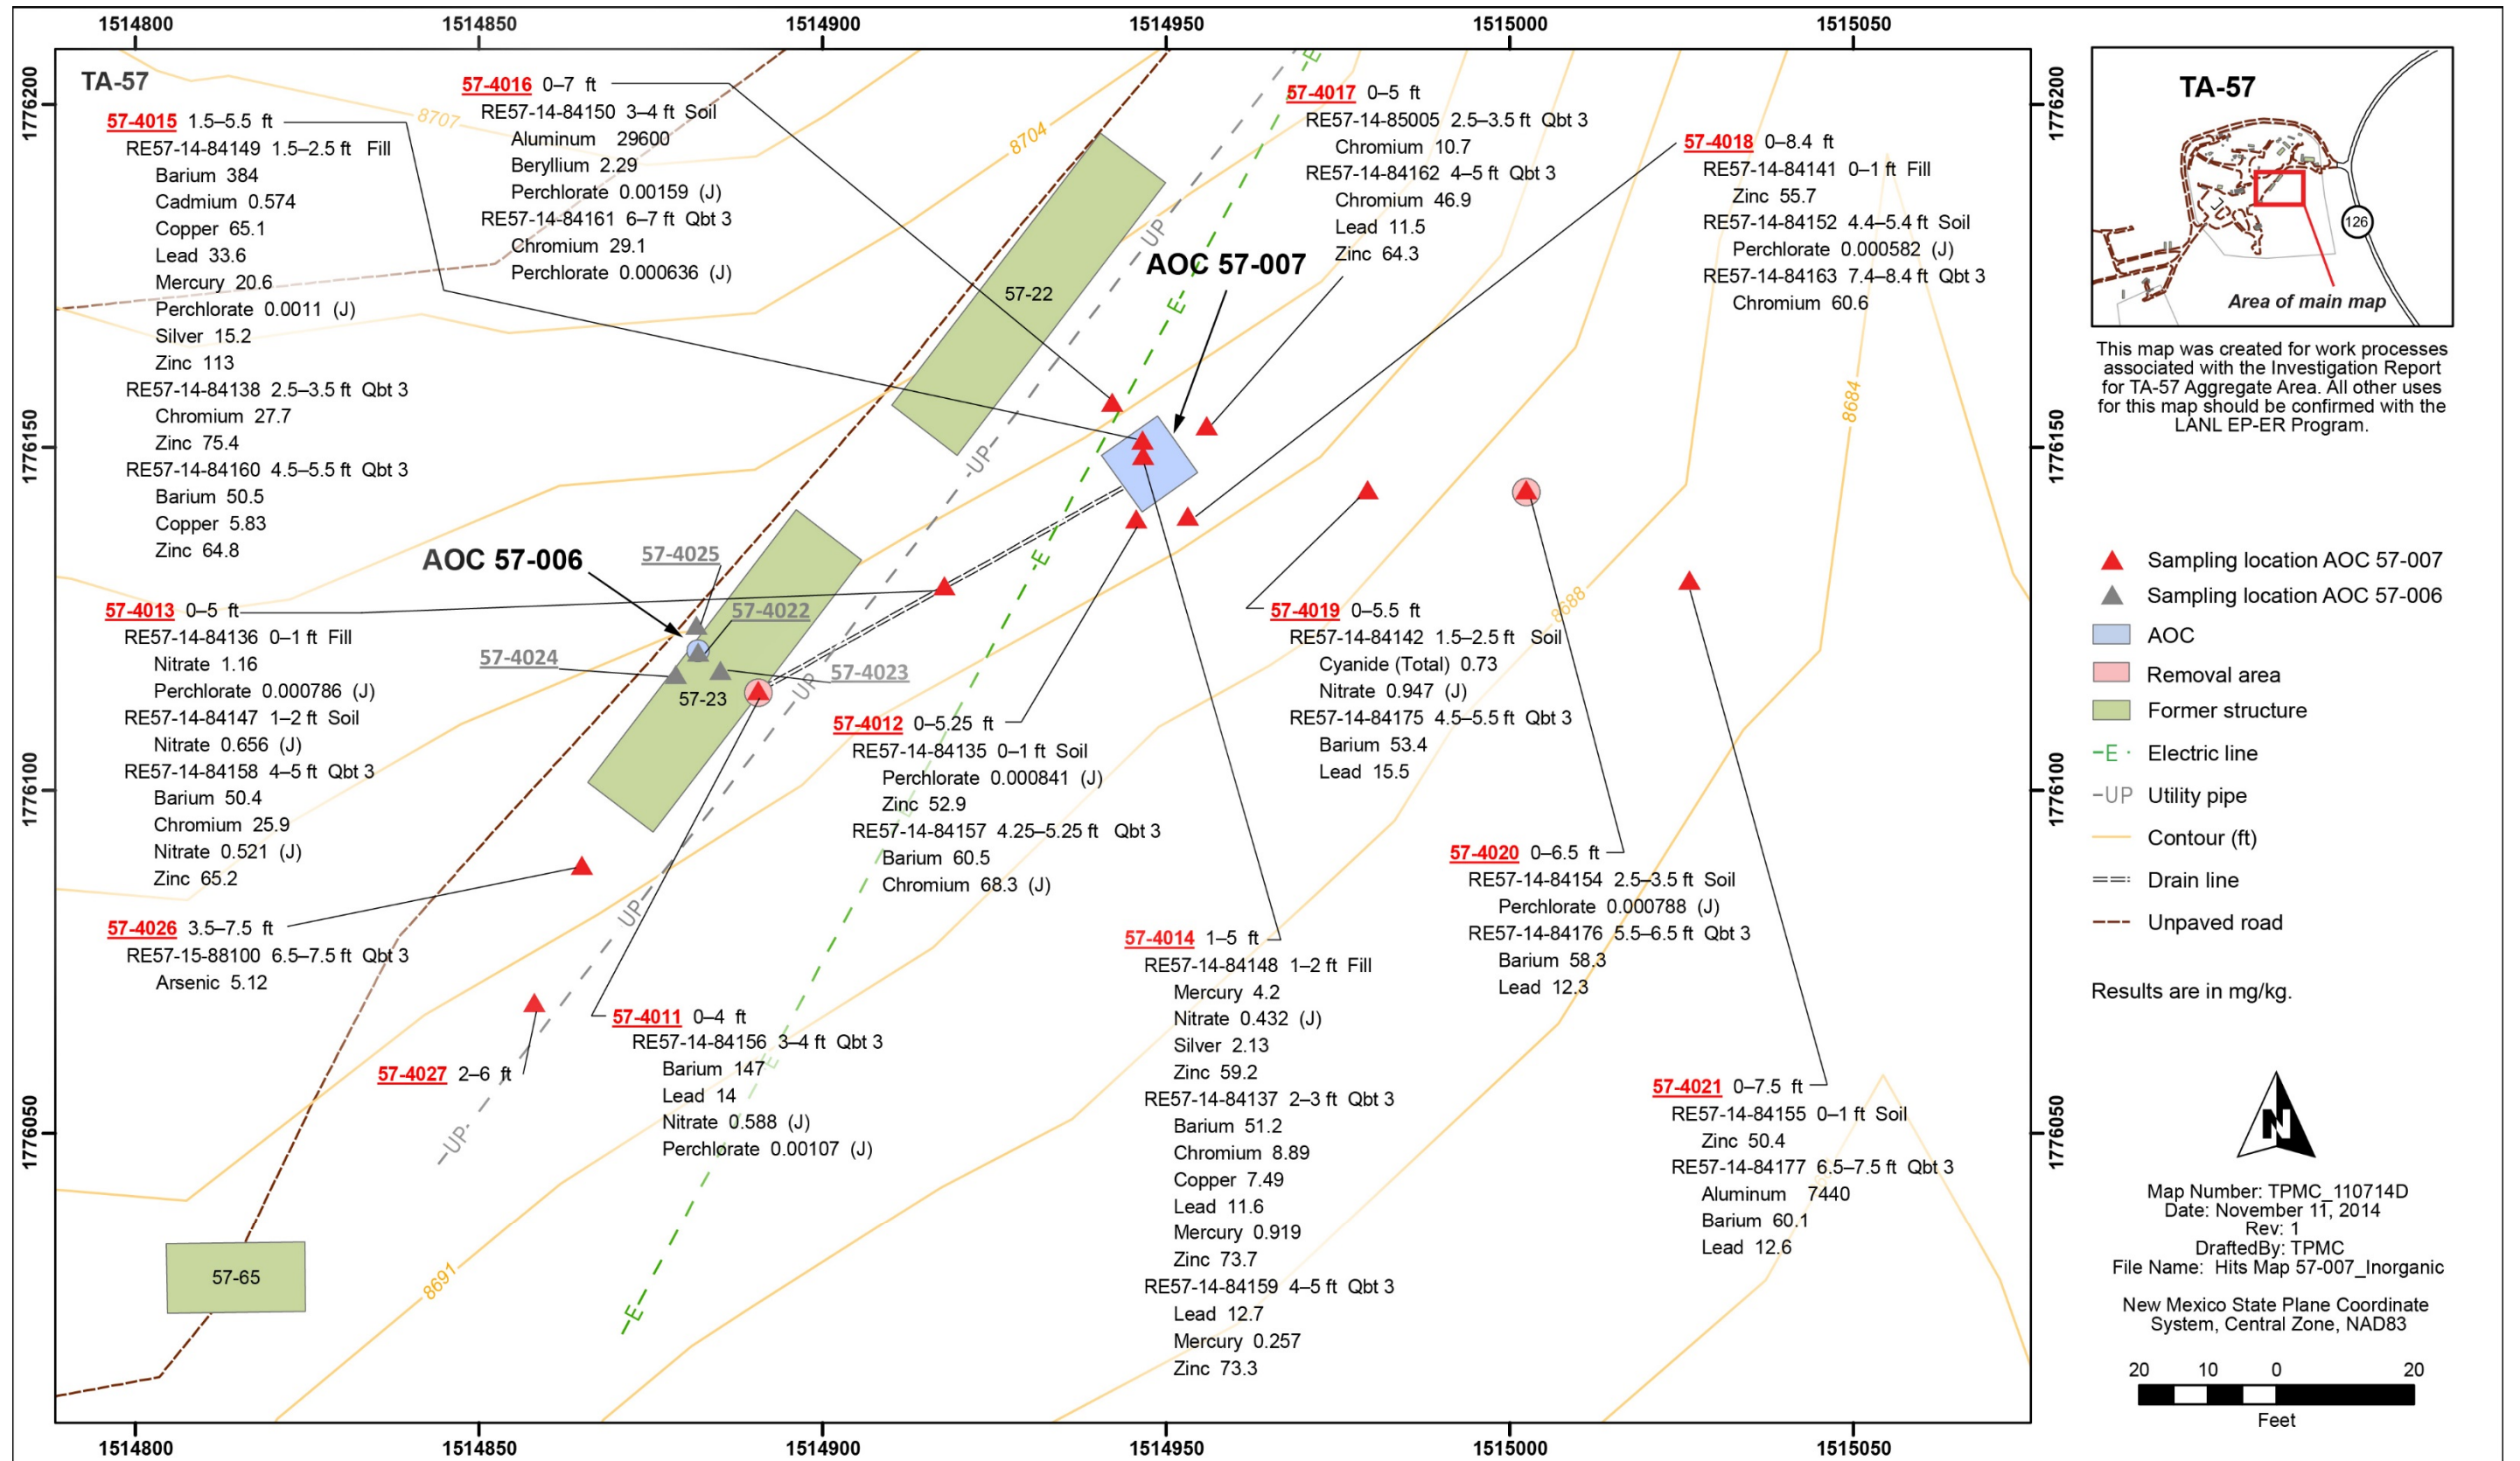 1514800 1514850 1514900 1514950 1515000 1515050
1776200
1776150
1776100
1776050
TA-57
57-4015 1.5–5.5 ft
RE57-14-84149 1.5–2.5 ft Fill
Barium 384
Cadmium 0.574
Copper 65.1
Lead 33.6
Mercury 20.6
Perchlorate 0.0011 (J)
Silver 15.2
Zinc 113
RE57-14-84138 2.5–3.5 ft Qbt 3
Chromium 27.7
Zinc 75.4
RE57-14-84160 4.5–5.5 ft Qbt 3
Barium 50.5
Copper 5.83
Zinc 64.8
57-4016 0–7 ft
RE57-14-84150 3–4 ft Soil
Aluminum 29600
Beryllium 2.29
Perchlorate 0.00159 (J)
RE57-14-84161 6–7 ft Qbt 3
Chromium 29.1
Perchlorate 0.000636 (J)
57-4017 0–5 ft
RE57-14-85005 2.5–3.5 ft Qbt 3
Chromium 10.7
RE57-14-84162 4–5 ft Qbt 3
Chromium 46.9
Lead 11.5
Zinc 64.3
57-4018 0–8.4 ft
RE57-14-84141 0–1 ft Fill
Zinc 55.7
RE57-14-84152 4.4–5.4 ft Soil
Perchlorate 0.000582 (J)
RE57-14-84163 7.4–8.4 ft Qbt 3
Chromium 60.6
8707
8704
E
UP
AOC 57-007
57-22
E
8684
UP
E
AOC 57-006
57-4025
57-4022
57-4024
57-4023
57-23
UP
8688
57-4013 0–5 ft
RE57-14-84136 0–1 ft Fill
Nitrate 1.16
Perchlorate 0.000786 (J)
RE57-14-84147 1–2 ft Soil
Nitrate 0.656 (J)
RE57-14-84158 4–5 ft Qbt 3
Barium 50.4
Chromium 25.9
Nitrate 0.521 (J)
Zinc 65.2
57-4026 3.5–7.5 ft
RE57-15-88100 6.5–7.5 ft Qbt 3
Arsenic 5.12
57-4027 2–6 ft
57-4011 0–4 ft
RE57-14-84156 3–4 ft Qbt 3
Barium 147
Lead 14
Nitrate 0.588 (J)
Perchlorate 0.00107 (J)
57-4012 0–5.25 ft
RE57-14-84135 0–1 ft Soil
Perchlorate 0.000841 (J)
Zinc 52.9
RE57-14-84157 4.25–5.25 ft Qbt 3
Barium 60.5
Chromium 68.3 (J)
57-4019 0–5.5 ft
RE57-14-84142 1.5–2.5 ft Soil
Cyanide (Total) 0.73
Nitrate 0.947 (J)
RE57-14-84175 4.5–5.5 ft Qbt 3
Barium 53.4
Lead 15.5
57-4020 0–6.5 ft
RE57-14-84154 2.5–3.5 ft Soil
Perchlorate 0.000788 (J)
RE57-14-84176 5.5–6.5 ft Qbt 3
Barium 58.3
Lead 12.3
57-4014 1–5 ft
RE57-14-84148 1–2 ft Fill
Mercury 4.2
Nitrate 0.432 (J)
Silver 2.13
Zinc 59.2
RE57-14-84137 2–3 ft Qbt 3
Barium 51.2
Chromium 8.89
Copper 7.49
Lead 11.6
Mercury 0.919
Zinc 73.7
RE57-14-84159 4–5 ft Qbt 3
Lead 12.7
Mercury 0.257
Zinc 73.3
57-4021 0–7.5 ft
RE57-14-84155 0–1 ft Soil
Zinc 50.4
RE57-14-84177 6.5–7.5 ft Qbt 3
Aluminum 7440
Barium 60.1
Lead 12.6
E
UP
E
UP
57-65
8691
E
1776200
1776150
1776100
1776050
1514800 1514850 1514900 1514950 1515000 1515050
TA-57
126
Area of main map
This map was created for work processes
associated with the Investigation Report
for TA-57 Aggregate Area. All other uses
for this map should be confirmed with the
LANL EP-ER Program.
Sampling location AOC 57-007
Sampling location AOC 57-006
AOC
Removal area
Former structure
E Electric line
UP Utility pipe
Contour (ft)
Drain line
Unpaved road
Results are in mg/kg.
N
Map Number: TPMC_110714D
Date: November 11, 2014
Rev: 1
DraftedBy: TPMC
File Name: Hits Map 57-007_Inorganic
New Mexico State Plane Coordinate
System, Central Zone, NAD83
20 10 0 20
Feet